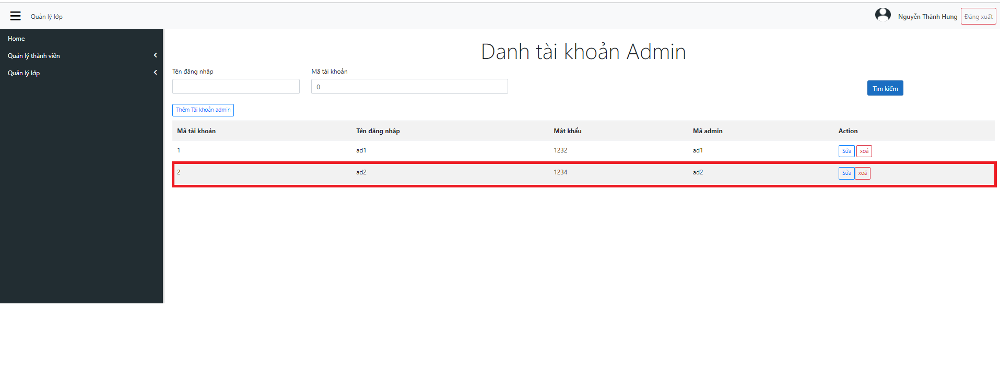 Quản lý lớp
Nguyễn Thành Hưng Đăng xuất
Home
Quản lý thành viên
Quản lý lớp
Danh tài khoản Admin
Tên đăng nhập Mã tài khoản
0
Tìm kiếm
Thêm Tài khoản admin
Mã tài khoản Tên đăng nhập Mật khẩu Mã admin Action
1 ad1 1232 ad1 Sửa xoá
2 ad2 1234 ad2 Sửa xoá